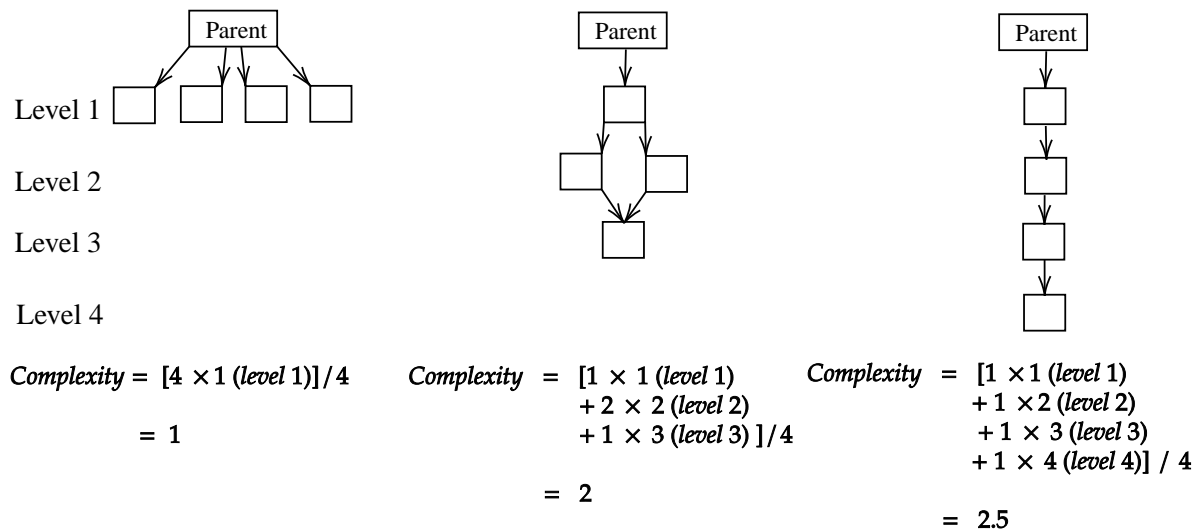 Parent
Parent
Parent
Level 1
Level 2
Level 3
Level 4
Complexity = [4 × 1 (level 1)] / 4
= 1
Complexity = [1 × 1 (level 1)
+ 2 × 2 (level 2)
+ 1 × 3 (level 3) ] / 4
= 2
Complexity = [1 × 1 (level 1)
+ 1 × 2 (level 2)
+ 1 × 3 (level 3)
+ 1 × 4 (level 4)] / 4
= 2.5